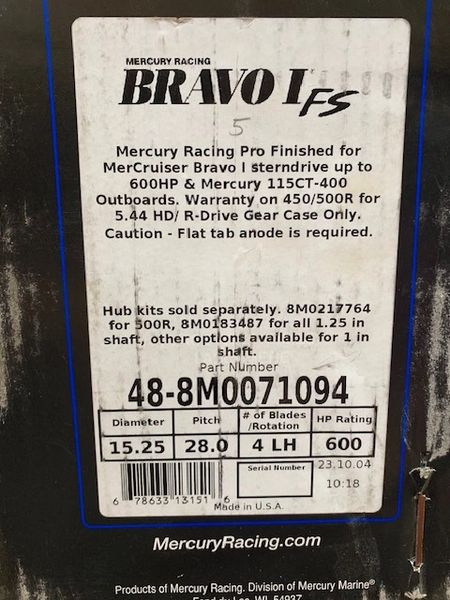 MERCURY RACING
BRAVO I FS
5
Mercury Racing Pro Finished for
MerCruiser Bravo I sterndrive up to
600HP & Mercury 115CT-400
Outboards. Warranty on 450/500R for
5.44 HD/ R-Drive Gear Case Only.
Caution - Flat tab anode is required.
Hub kits sold separately. 8M0217764
for 500R, 8M0183487 for all 1.25 in
shaft, other options available for 1 in
shaft.
Part Number
48-8M0071094
Diameter Pitch # of Blades /Rotation HP Rating
15.25 28.0 4 LH 600
Serial Number 23.10.04
10:18
6 78633 13151 6
Made in U.S.A.
MercuryRacing.com
Products of Mercury Racing. Division of Mercury Marine®
Fond du Lac, WI 54937